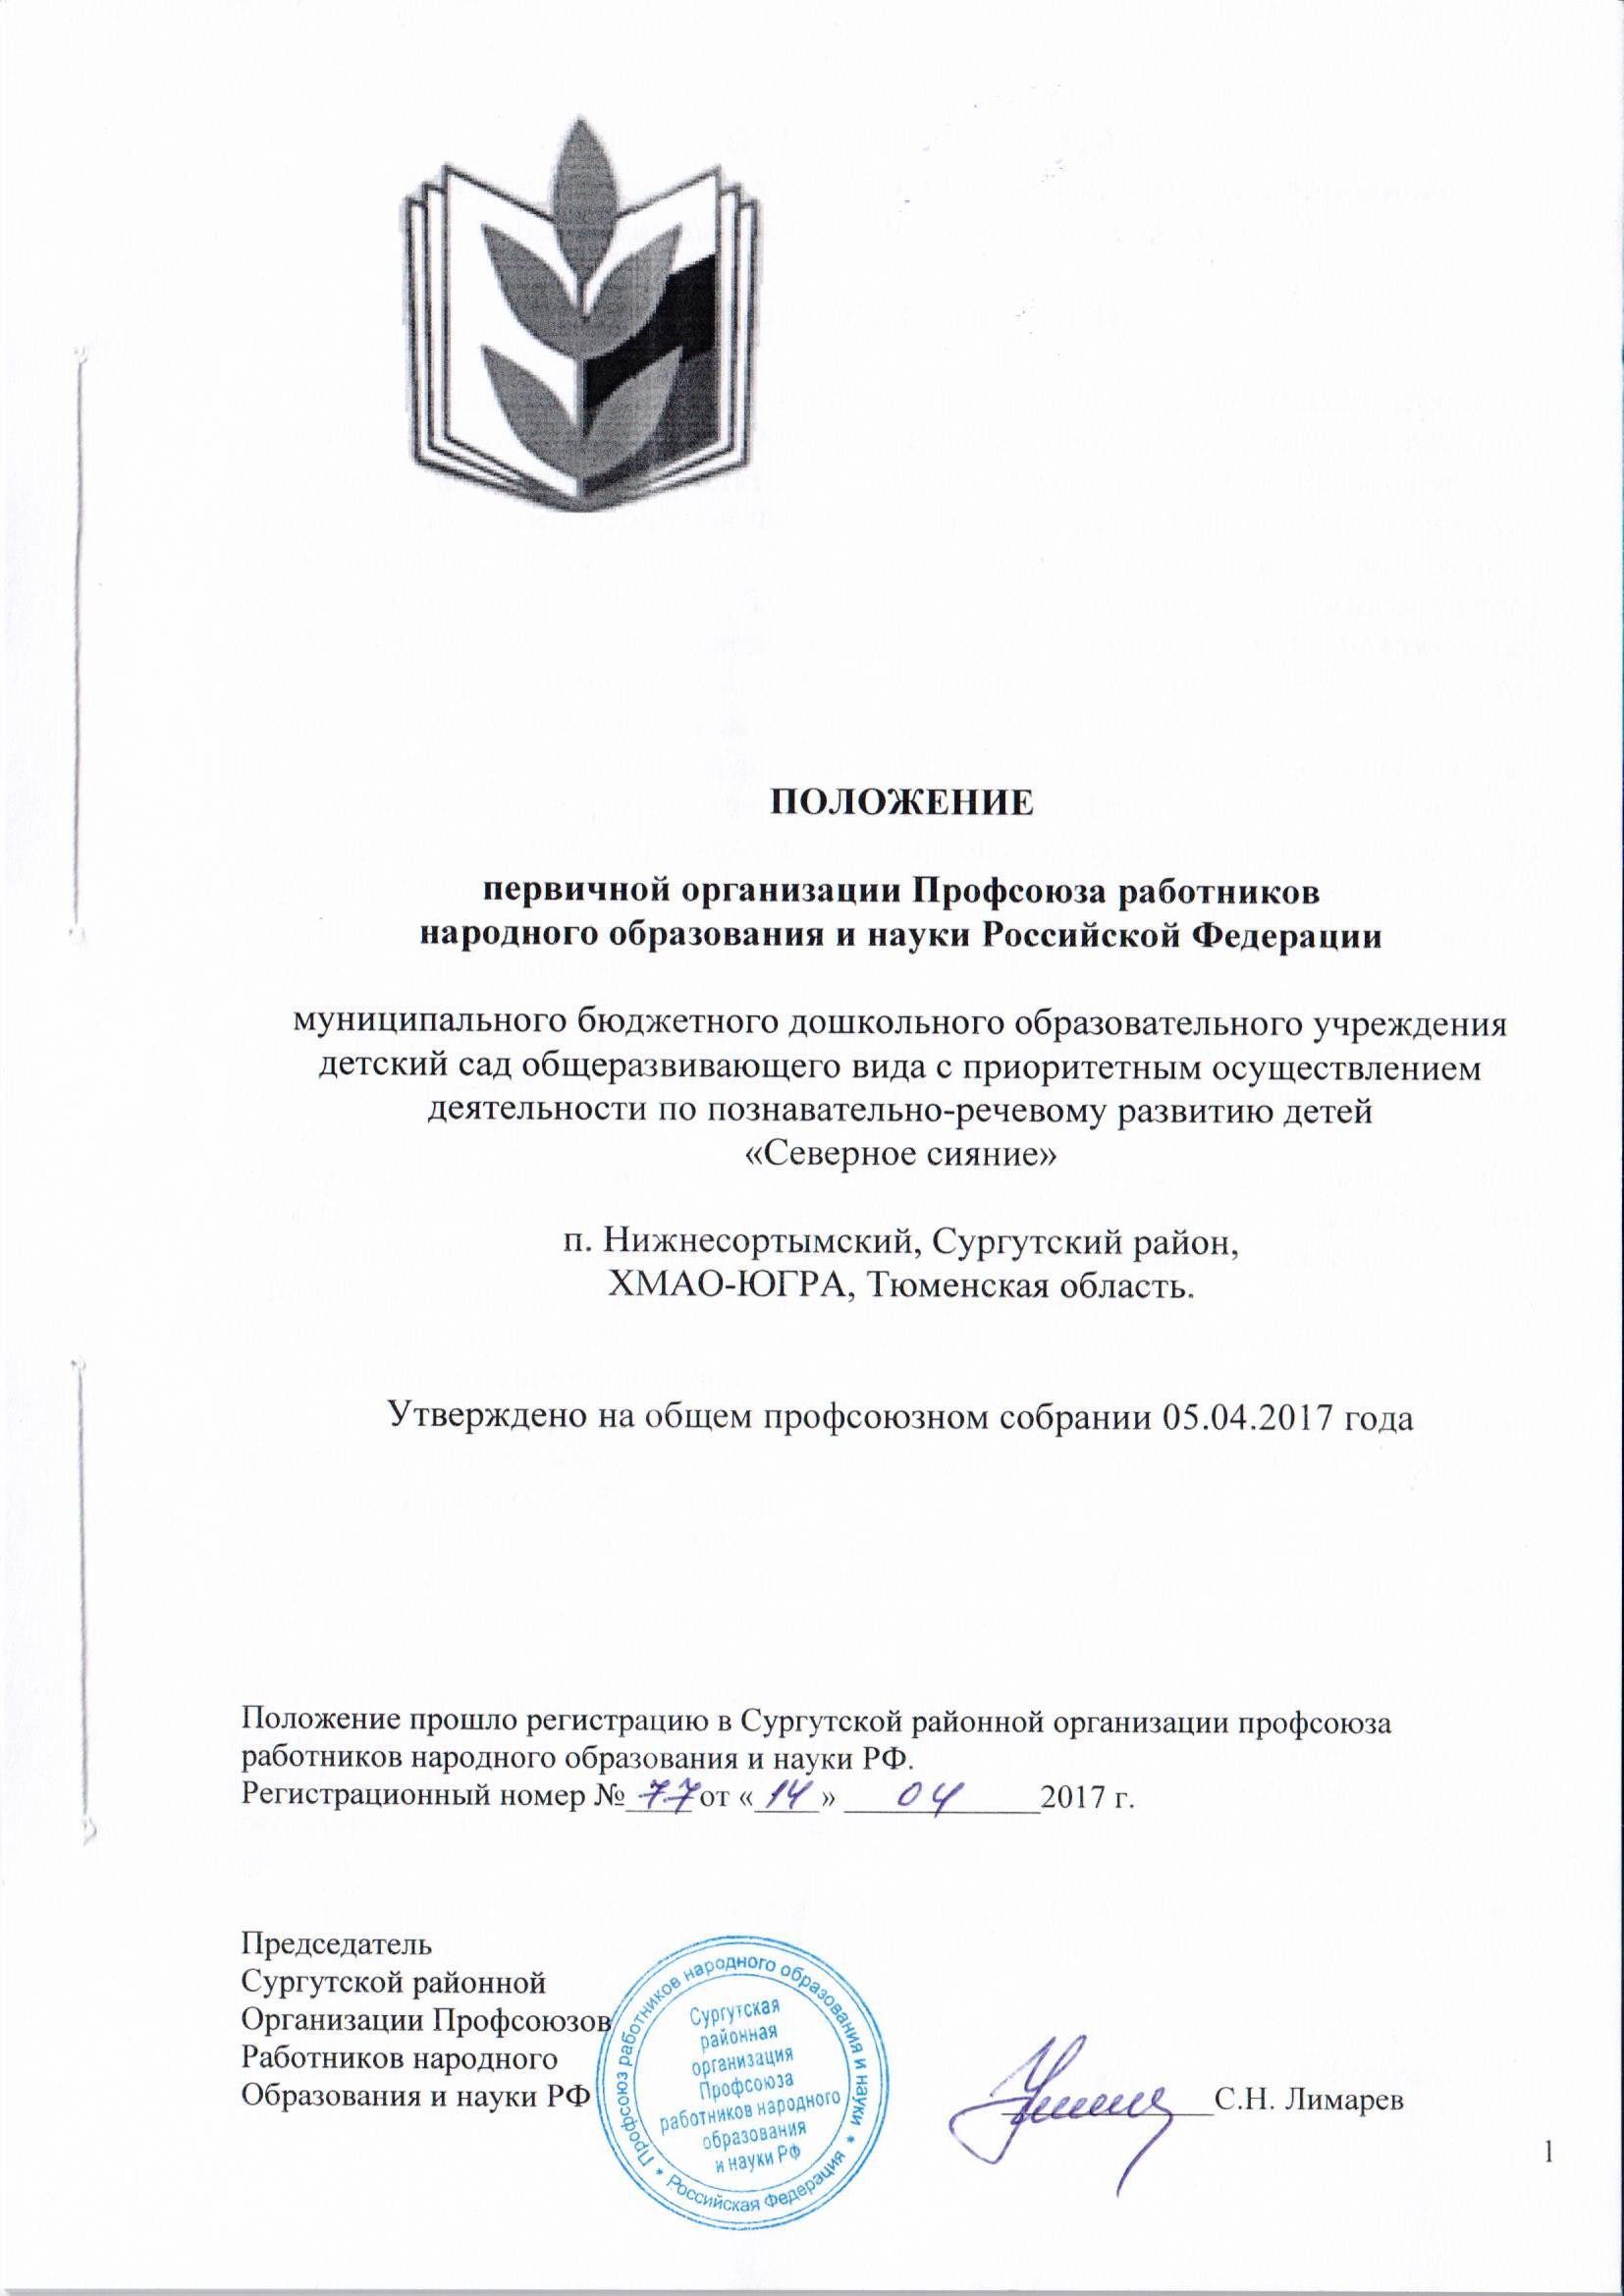 ПОЛОЖЕНИЕ
первичной организации Профсоюза работников
народного образования и науки Российской Федерации
муниципального бюджетного дошкольного образовательного учреждения
детский сад общеразвивающего вида с приоритетным осуществлением
деятельности по познавательно-речевому развитию детей
«Северное сияние»
п. Нижнесортымский, Сургутский район,
ХМАО-ЮГРА, Тюменская область.
Утверждено на общем профсоюзном собрании 05.04.2017 года
Положение прошло регистрацию в Сургутской районной организации профсоюза
работников народного образования и науки РФ.
Регистрационный номер № 77 от « 14 » 04 2017 г.
Председатель
Сургутской районной
Организации Профсоюзов
Работников народного
Образования и науки РФ
С.Н. Лимарев
Профсоюз работников народного образования и науки * Российская Федерация *
Сургутская
районная
организация
Профсоюза
работников народного
образования
и науки РФ
1